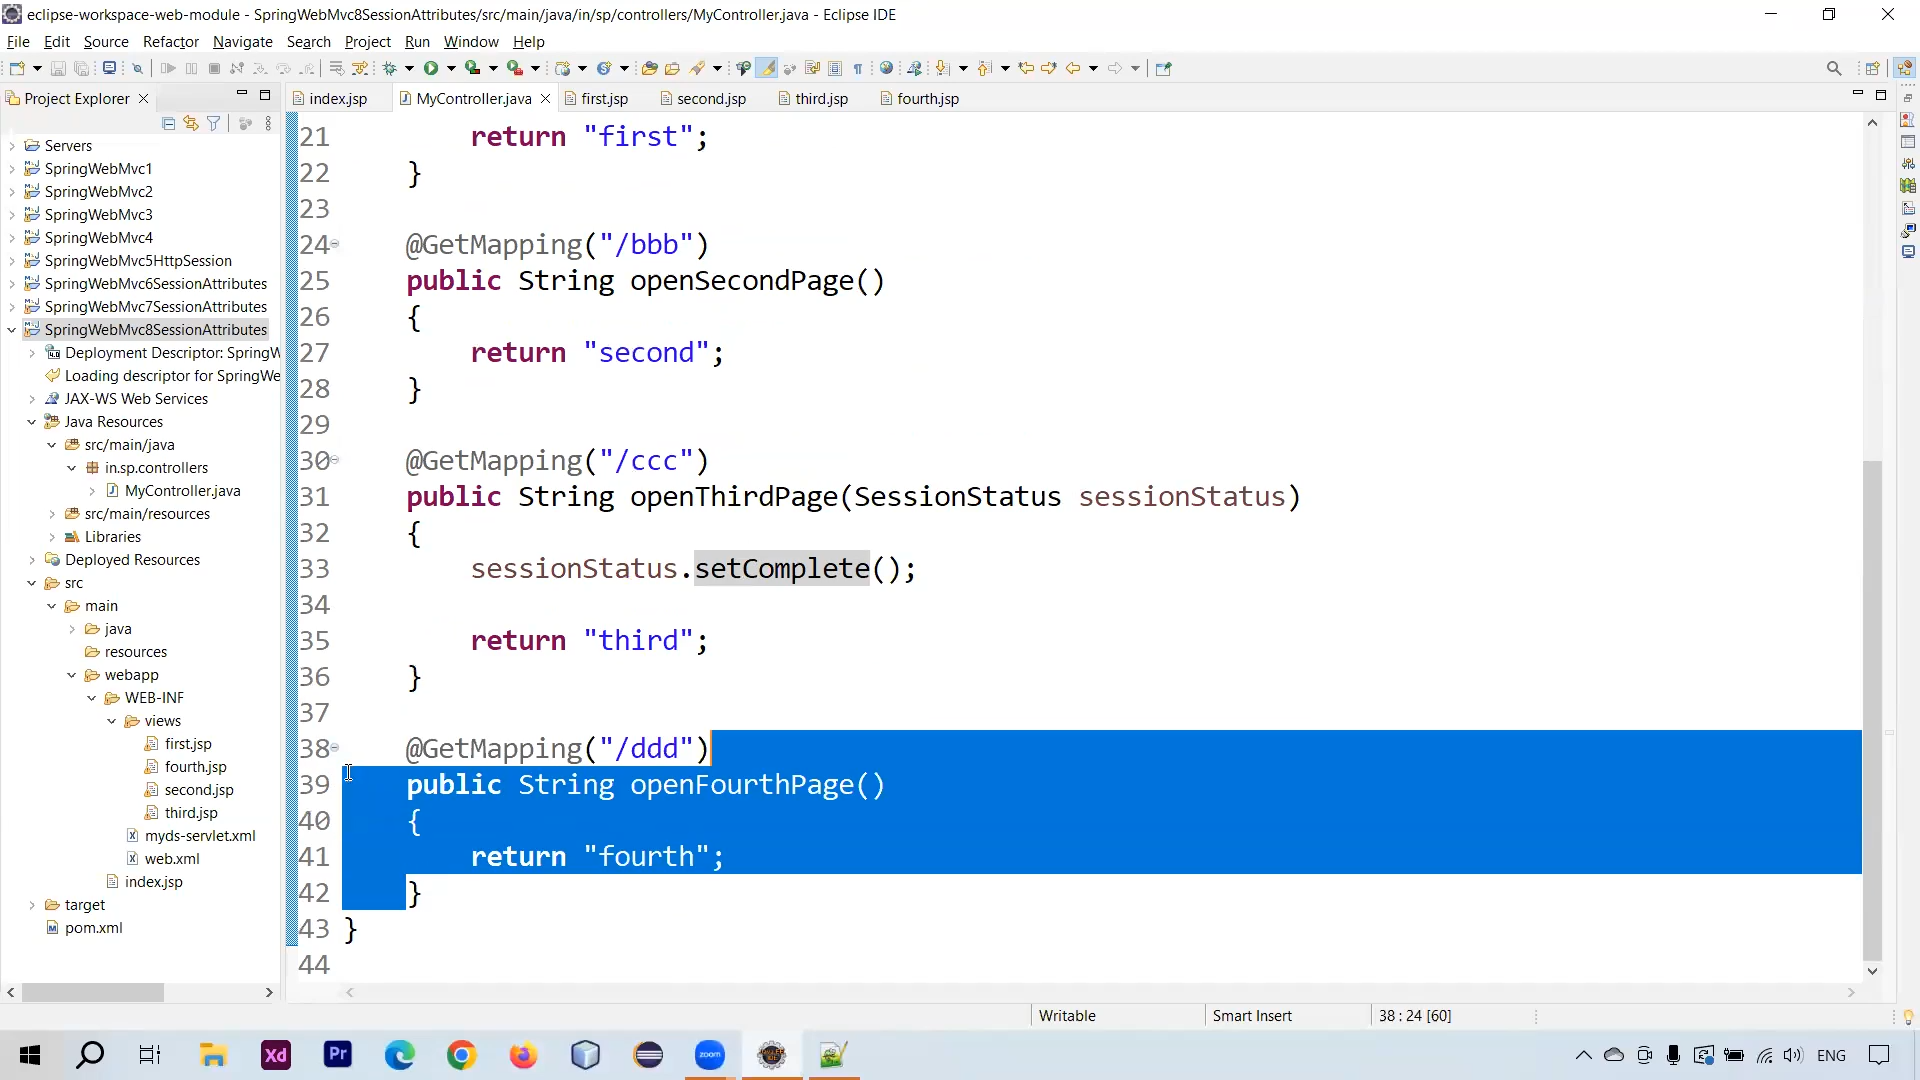 eclipse-workspace-web-module - SpringWebMvc8SessionAttributes/src/main/java/in/sp/controllers/MyController.java - Eclipse IDE
File Edit Source Refactor Navigate Search Project Run Window Help
Project Explorer
index.jsp MyController.java first.jsp second.jsp third.jsp fourth.jsp
Servers
SpringWebMvc1
SpringWebMvc2
SpringWebMvc3
SpringWebMvc4
SpringWebMvc5HttpSession
SpringWebMvc6SessionAttributes
SpringWebMvc7SessionAttributes
SpringWebMvc8SessionAttributes
Deployment Descriptor: SpringW
Loading descriptor for SpringWe
JAX-WS Web Services
Java Resources
src/main/java
in.sp.controllers
MyController.java
src/main/resources
Libraries
Deployed Resources
src
main
java
resources
webapp
WEB-INF
views
first.jsp
fourth.jsp
second.jsp
third.jsp
myds-servlet.xml
web.xml
index.jsp
target
pom.xml
21 return "first";
22 }
23
24 @GetMapping("/bbb")
25 public String openSecondPage()
26 {
27 return "second";
28 }
29
30 @GetMapping("/ccc")
31 public String openThirdPage(SessionStatus sessionStatus)
32 {
33 sessionStatus.setComplete();
34
35 return "third";
36 }
37
38 @GetMapping("/ddd")
39 public String openFourthPage()
40 {
41 return "fourth";
42 }
43 }
44
Writable Smart Insert 38 : 24 [60]
Xd Pr zoom ENG